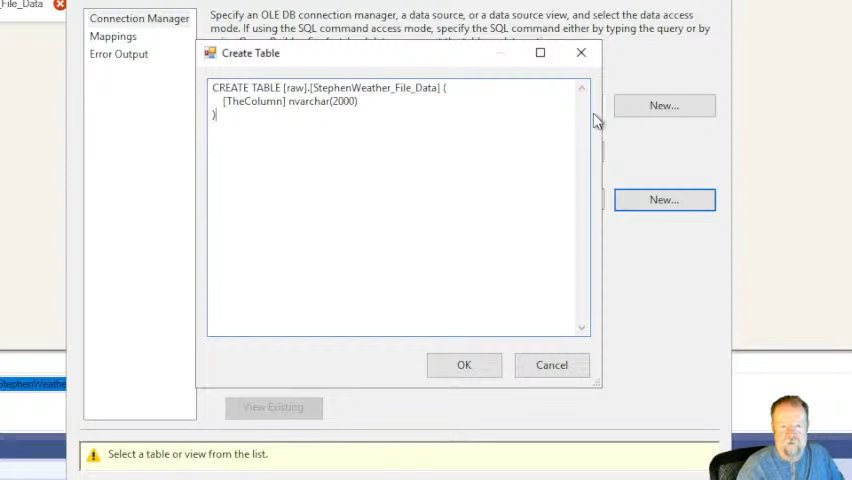 _File_Data
Connection Manager
Mappings
Error Output
Specify an OLE DB connection manager, a data source, or a data source view, and select the data access
mode. If using the SQL command access mode, specify the SQL command either by typing the query or by
Create Table
CREATE TABLE [raw].[StephenWeather_File_Data] (
[TheColumn] nvarchar(2000)
)
New...
New...
OK
Cancel
StephenWeathe
View Existing
Select a table or view from the list.